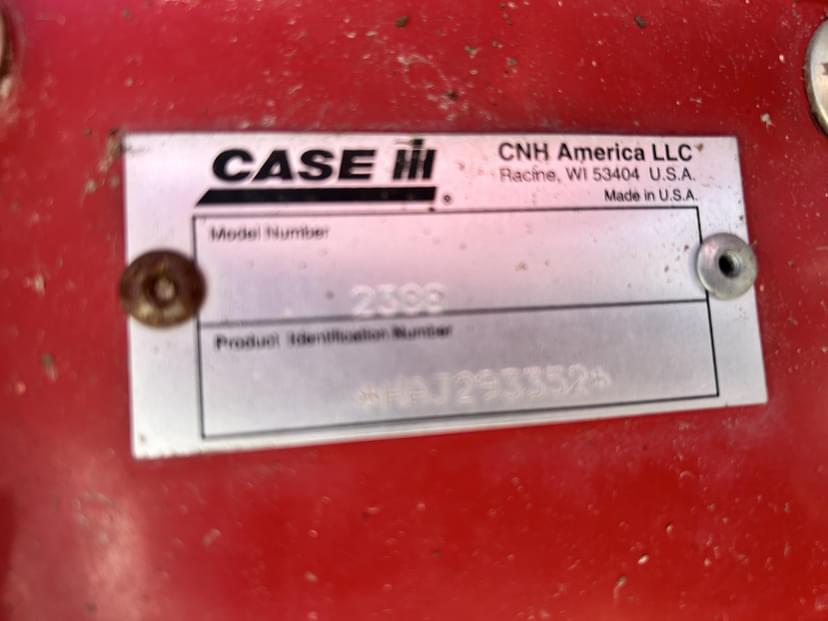 CASE IH
CNH America LLC
Racine, WI 53404 U.S.A.
Made in U.S.A.
Model Number
2388
Product Identification Number
*HAJ293352*